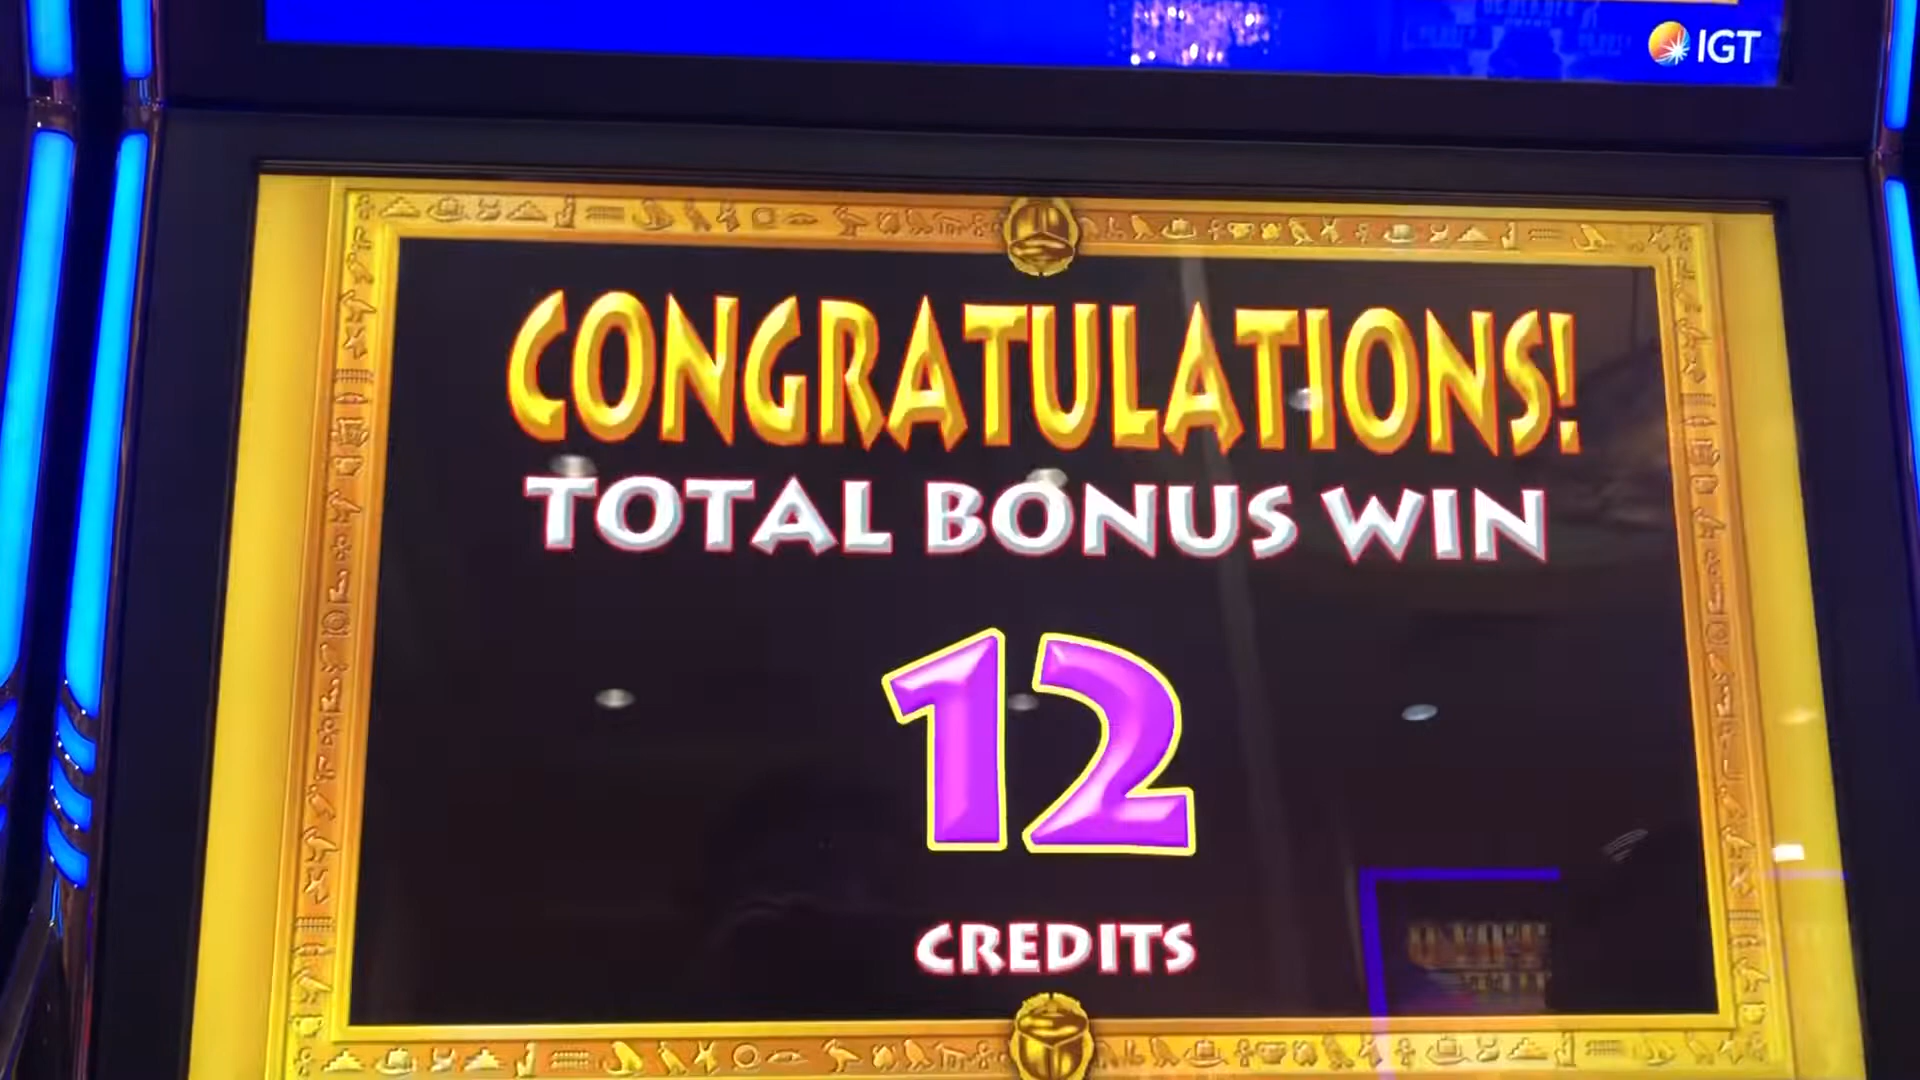 IGT
CONGRATULATIONS!
TOTAL BONUS WIN
12
CREDITS